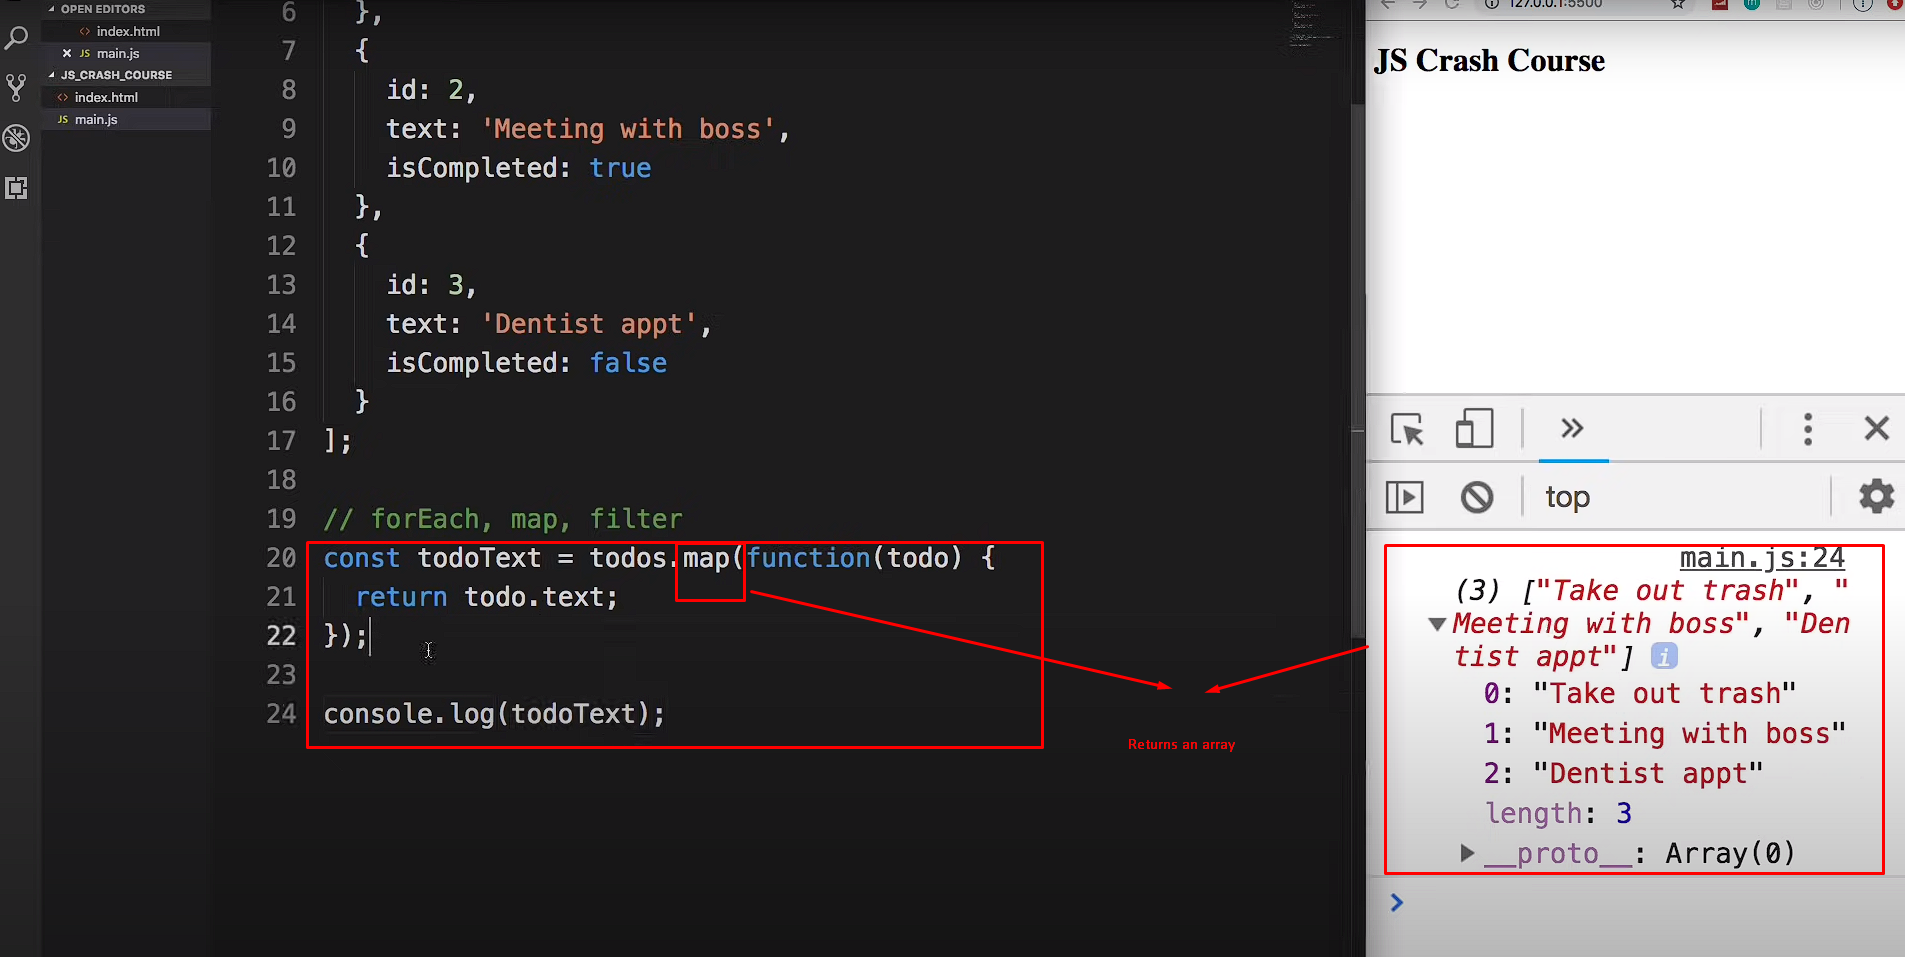 OPEN EDITORS
<> index.html
× JS main.js
JS_CRASH_COURSE
<> index.html
JS main.js
6 },
7 {
8 id: 2,
9 text: 'Meeting with boss',
10 isCompleted: true
11 },
12 {
13 id: 3,
14 text: 'Dentist appt',
15 isCompleted: false
16 }
17 ];
18
19 // forEach, map, filter
20 const todoText = todos.map(function(todo) {
21 return todo.text;
22 });
23
24 console.log(todoText);
Returns an array
127.0.0.1:5500
JS Crash Course
top
main.js:24
(3) ["Take out trash", "
Meeting with boss", "Den
tist appt"] i
0: "Take out trash"
1: "Meeting with boss"
2: "Dentist appt"
length: 3
__proto__: Array(0)